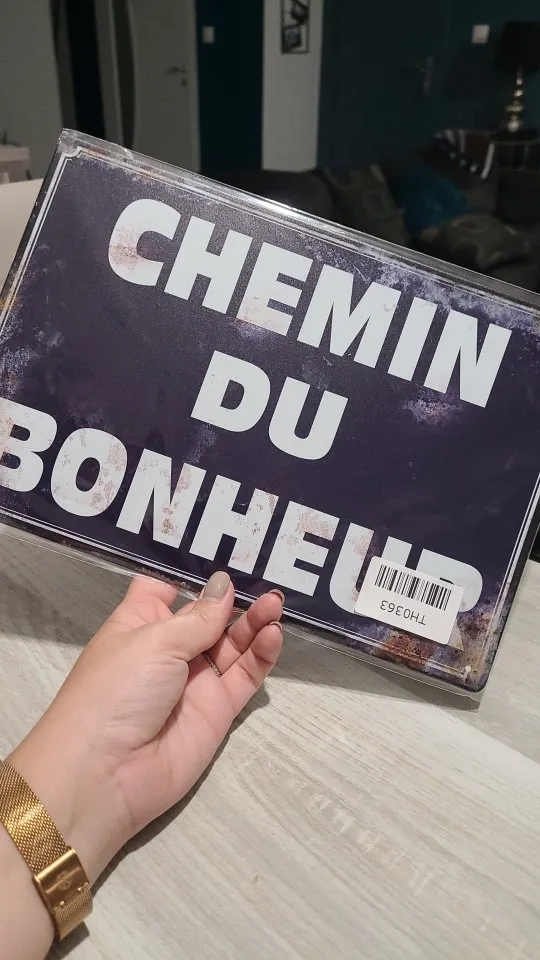 CHEMIN
DU
BONHEUR
TH0363